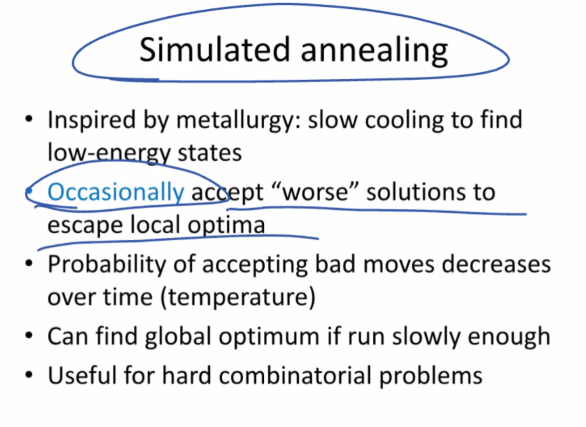 Simulated annealing
• Inspired by metallurgy: slow cooling to find
low-energy states
• Occasionally accept “worse” solutions to
escape local optima
• Probability of accepting bad moves decreases
over time (temperature)
• Can find global optimum if run slowly enough
• Useful for hard combinatorial problems